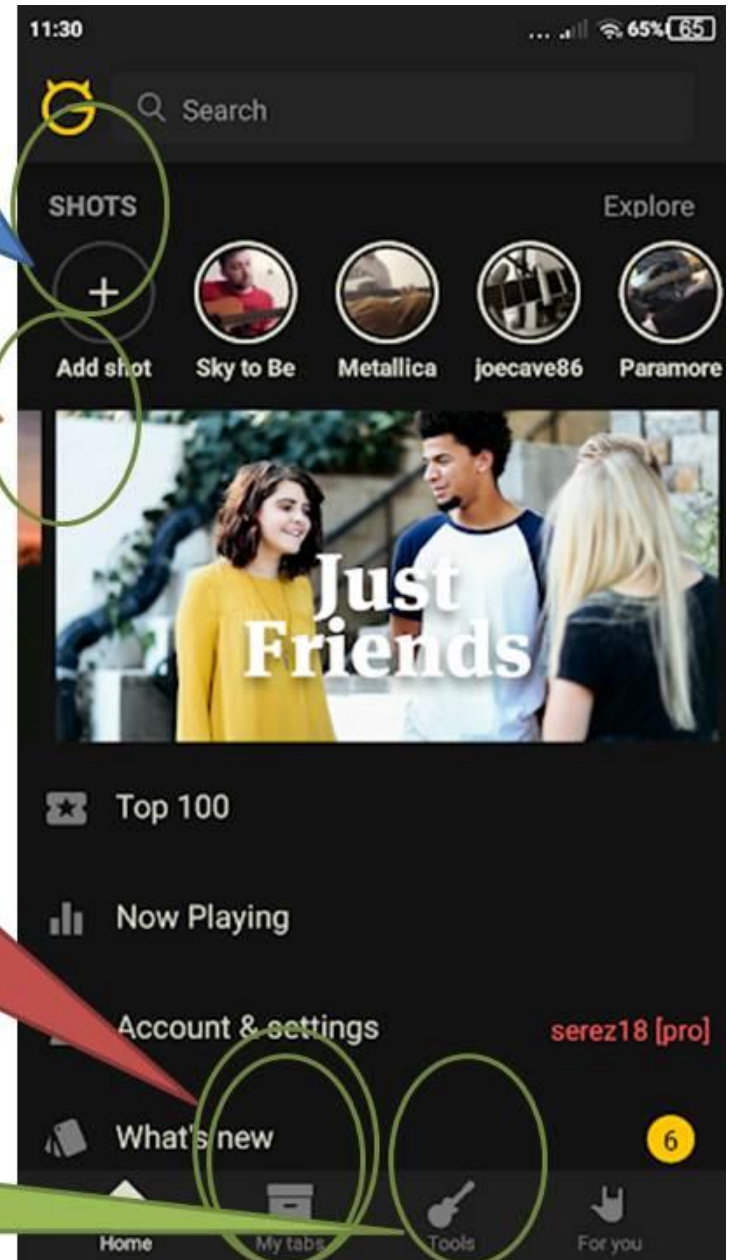 11:30 ... 65% 65
Search
SHOTS Explore
Add shot Sky to Be Metallica joecave86 Paramore
Just
Friends
Top 100
Now Playing
Account & settings serez18 [pro]
What's new 6
Home My tabs Tools For you